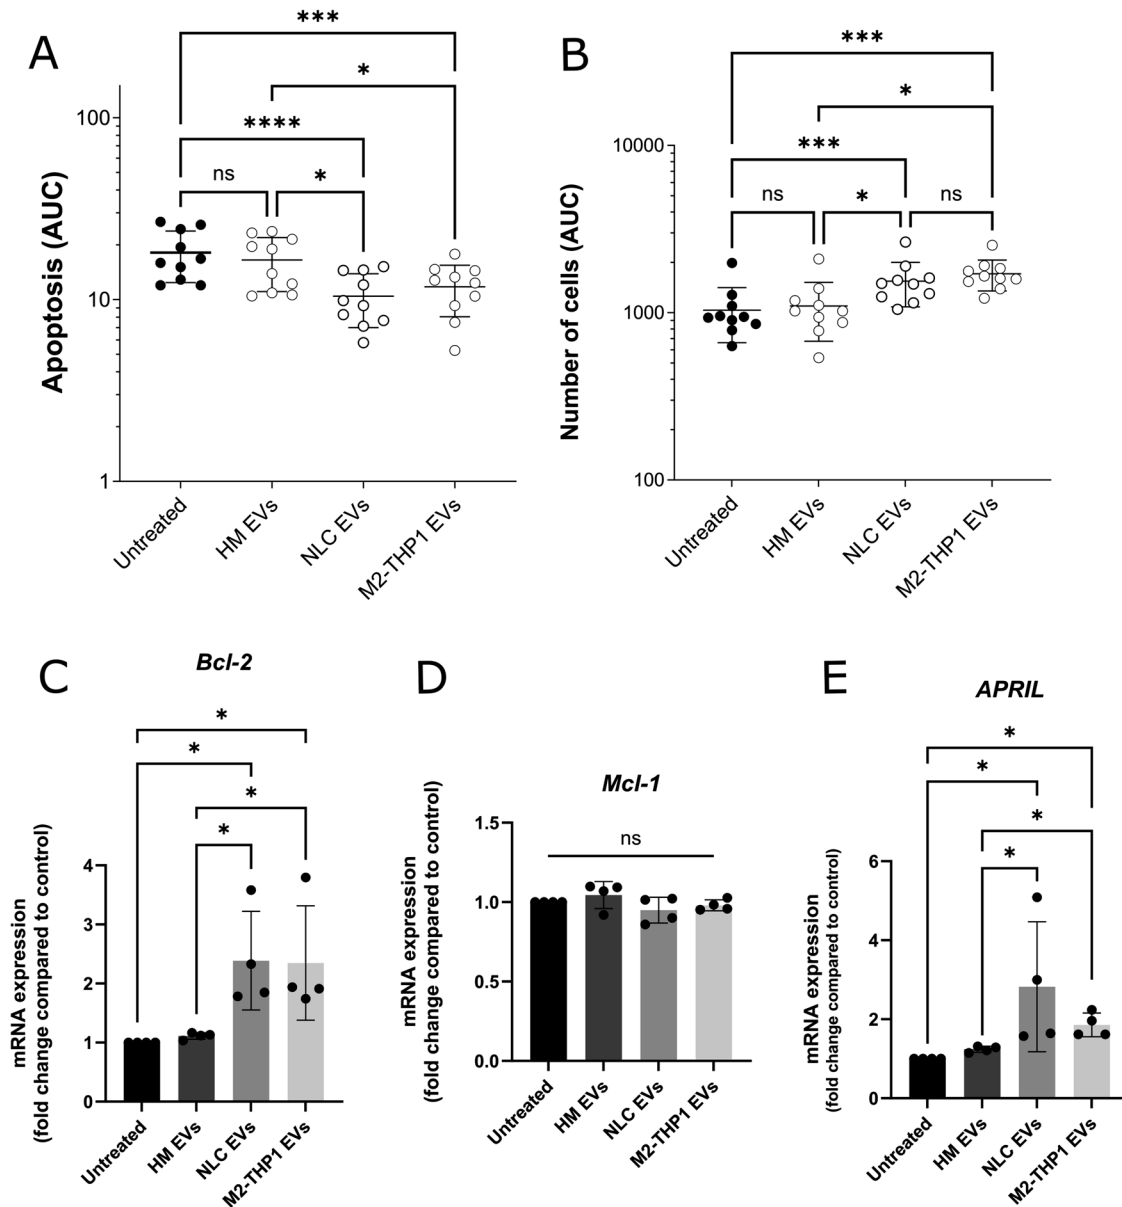 A
Apoptosis (AUC)
***
*
****
ns
*
100
10
1
Untreated
HM EVs
NLC EVs
M2-THP1 EVs
B
Number of cells (AUC)
***
*
***
ns
*
ns
10000
1000
100
Untreated
HM EVs
NLC EVs
M2-THP1 EVs
C
Bcl-2
mRNA expression
(fold change compared to control)
*
*
*
*
4
3
2
1
0
Untreated
HM EVs
NLC EVs
M2-THP1 EVs
D
Mcl-1
mRNA expression
(fold change compared to control)
ns
1.5
1.0
0.5
0.0
Untreated
HM EVs
NLC EVs
M2-THP1 EVs
E
APRIL
mRNA expression
(fold change compared to control)
*
*
*
*
6
4
2
0
Untreated
HM EVs
NLC EVs
M2-THP1 EVs